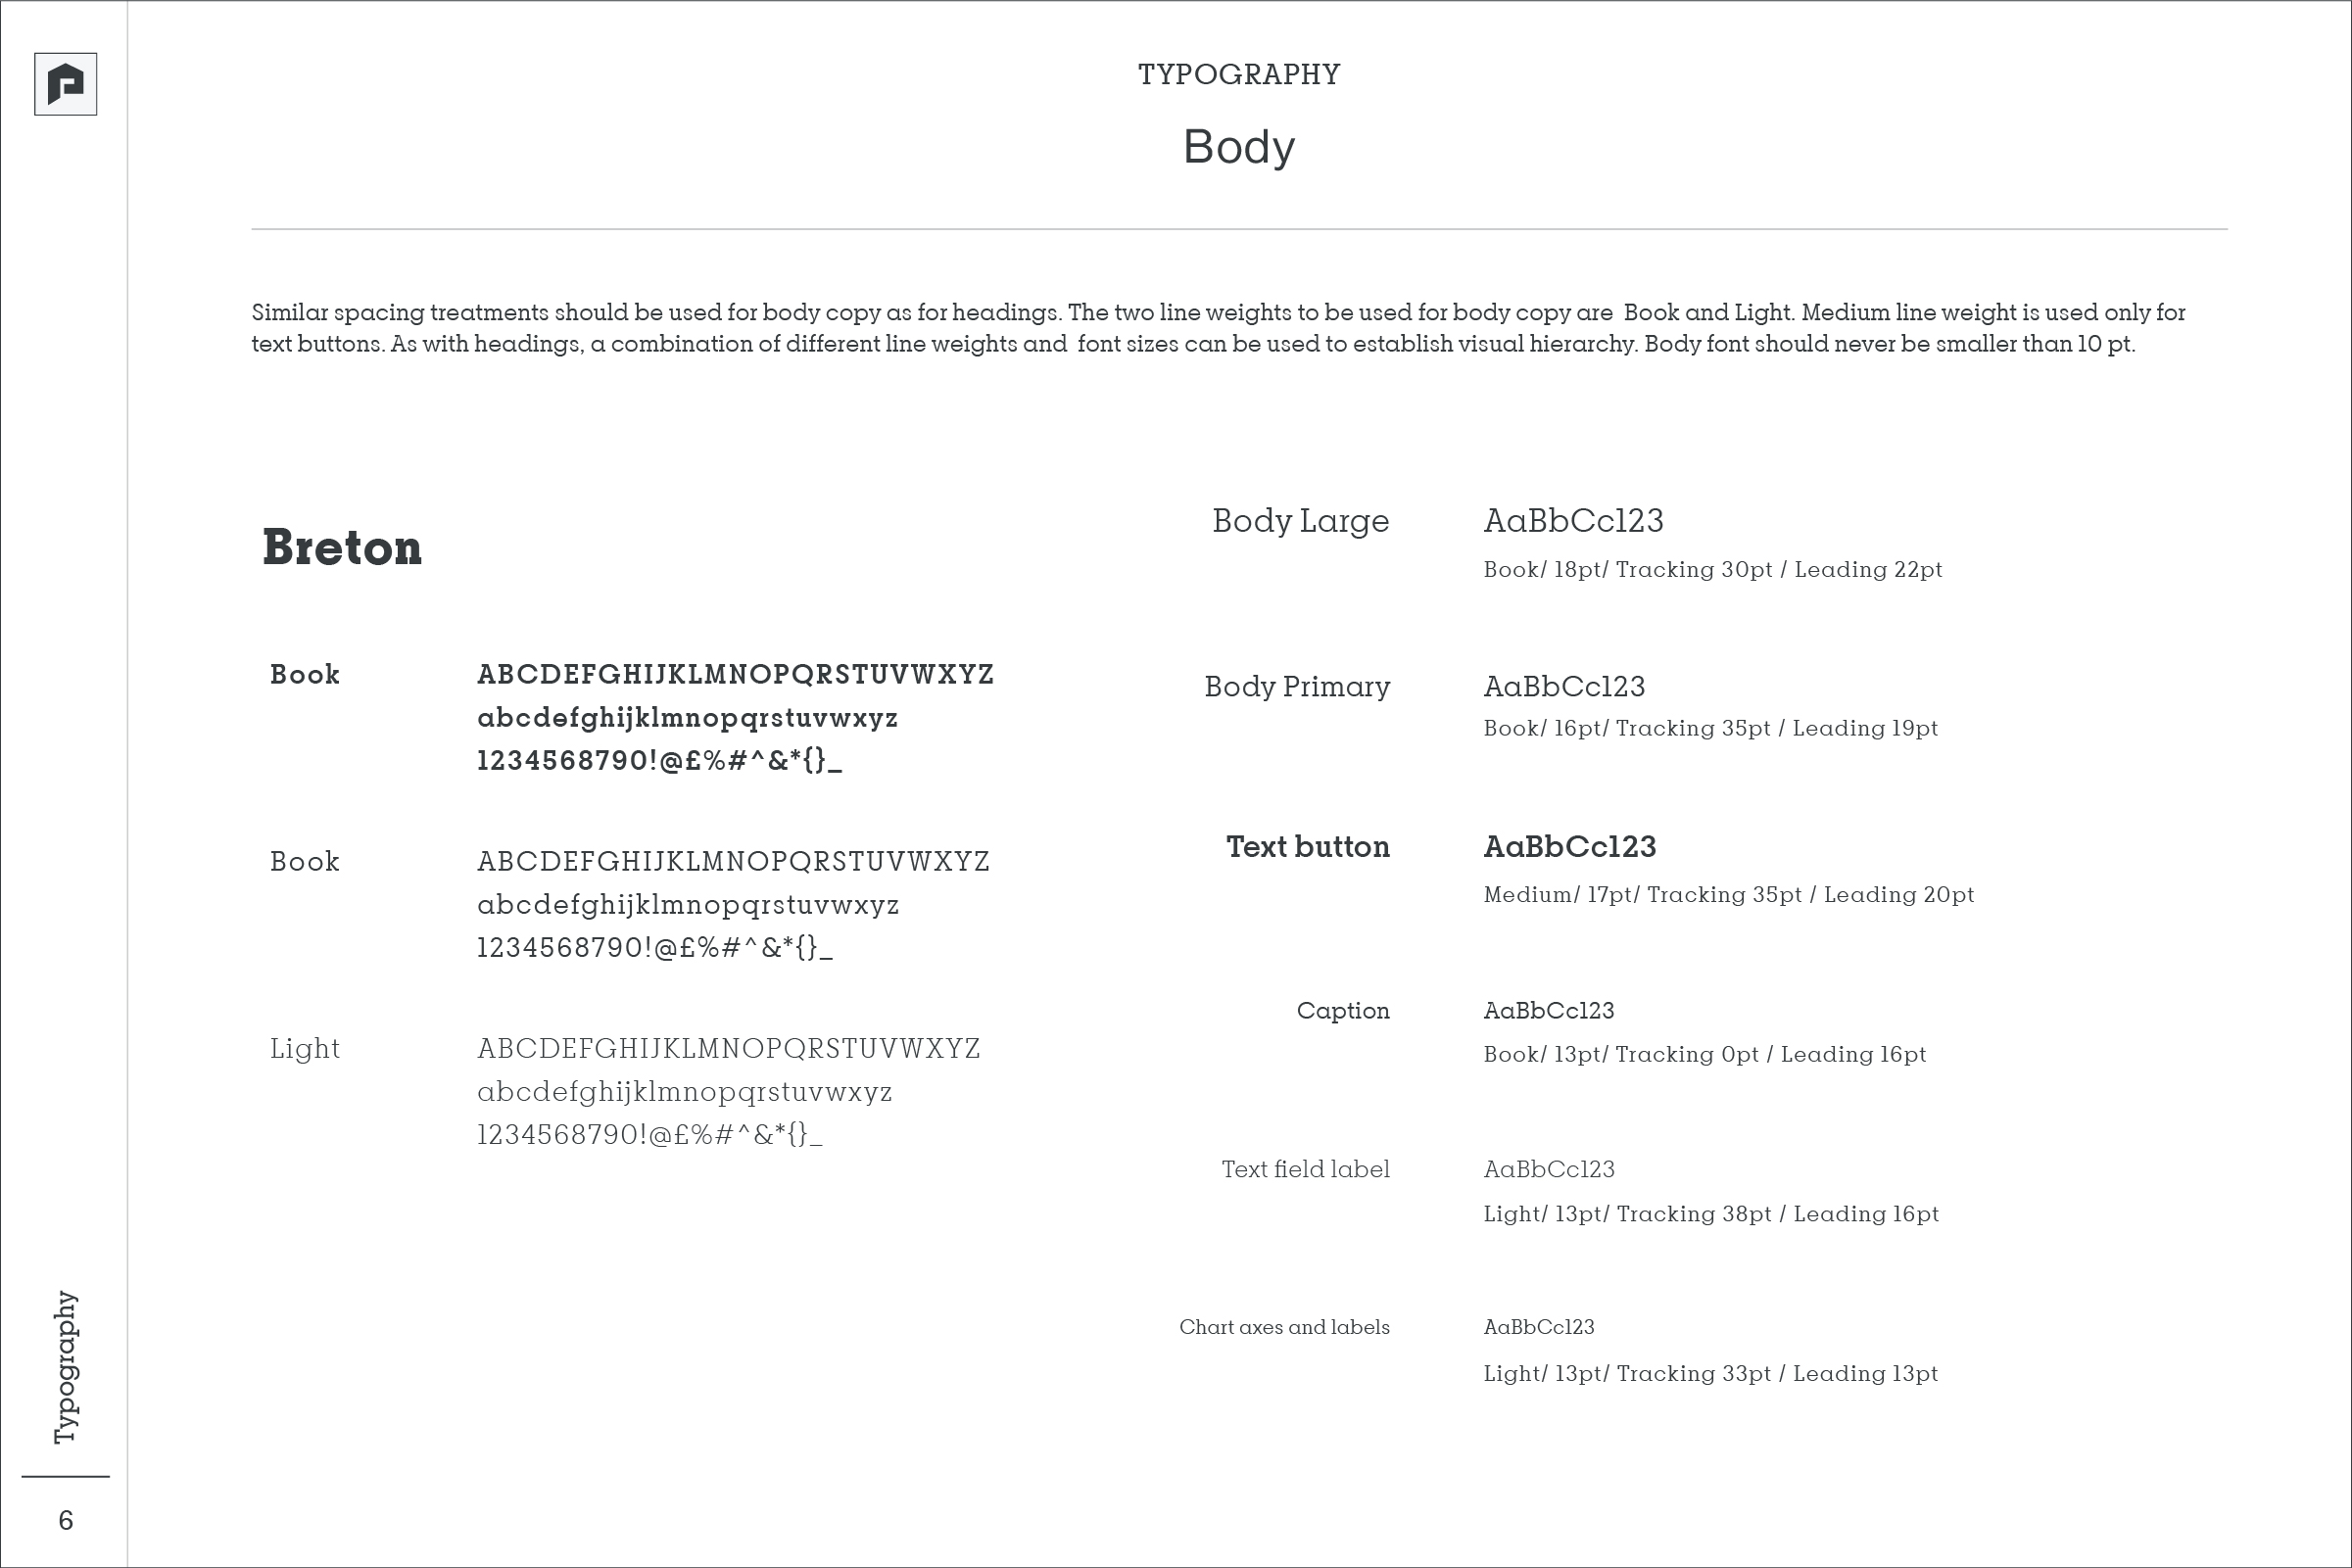 TYPOGRAPHY
Body
Similar spacing treatments should be used for body copy as for headings. The two line weights to be used for body copy are  Book and Light. Medium line weight is used only for
text buttons. As with headings, a combination of different line weights and  font sizes can be used to establish visual hierarchy. Body font should never be smaller than 10 pt.
Breton
Book
ABCDEFGHIJKLMNOPQRSTUVWXYZ
abcdefghijklmnopqrstuvwxyz
1234568790!@£%#^&*{}_
Book
ABCDEFGHIJKLMNOPQRSTUVWXYZ
abcdefghijklmnopqrstuvwxyz
1234568790!@£%#^&*{}_
Light
ABCDEFGHIJKLMNOPQRSTUVWXYZ
abcdefghijklmnopqrstuvwxyz
1234568790!@£%#^&*{}_
Body Large
AaBbCc123
Book/ 18pt/ Tracking 30pt / Leading 22pt
Body Primary
AaBbCc123
Book/ 16pt/ Tracking 35pt / Leading 19pt
Text button
AaBbCc123
Medium/ 17pt/ Tracking 35pt / Leading 20pt
Caption
AaBbCc123
Book/ 13pt/ Tracking 0pt / Leading 16pt
Text field label
AaBbCc123
Light/ 13pt/ Tracking 38pt / Leading 16pt
Chart axes and labels
AaBbCc123
Light/ 13pt/ Tracking 33pt / Leading 13pt
Typography
6